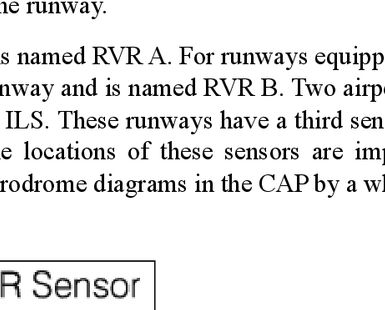 he runway.
s named RVR A. For runways equipp
nway and is named RVR B. Two airpo
ILS. These runways have a third sen
e locations of these sensors are imp
rodrome diagrams in the CAP by a wh
R Sensor